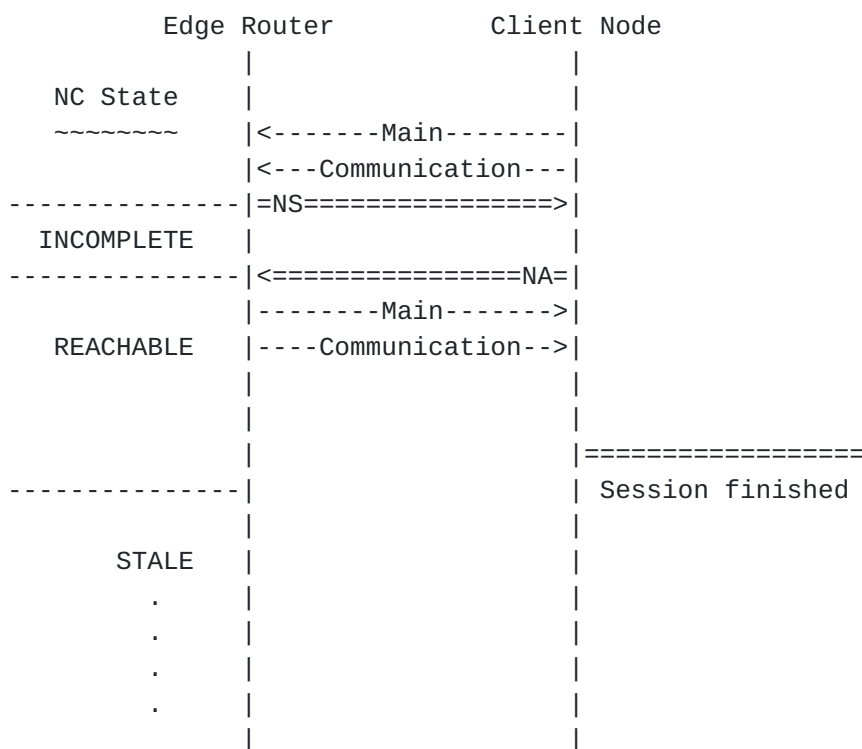 Edge Router          Client Node
               |                    |
   NC State    |                    |
   ~~~~~~~~    |<-------Main--------|
               |<---Communication---|
---------------|=NS================>|
  INCOMPLETE   |                    |
---------------|<================NA=|
               |--------Main------->|
   REACHABLE   |----Communication-->|
               |                    |
               |                    |
               |                    |==================
---------------|                    | Session finished
               |                    |
       STALE   |                    |
         .     |                    |
         .     |                    |
         .     |                    |
         .     |                    |
               |                    |